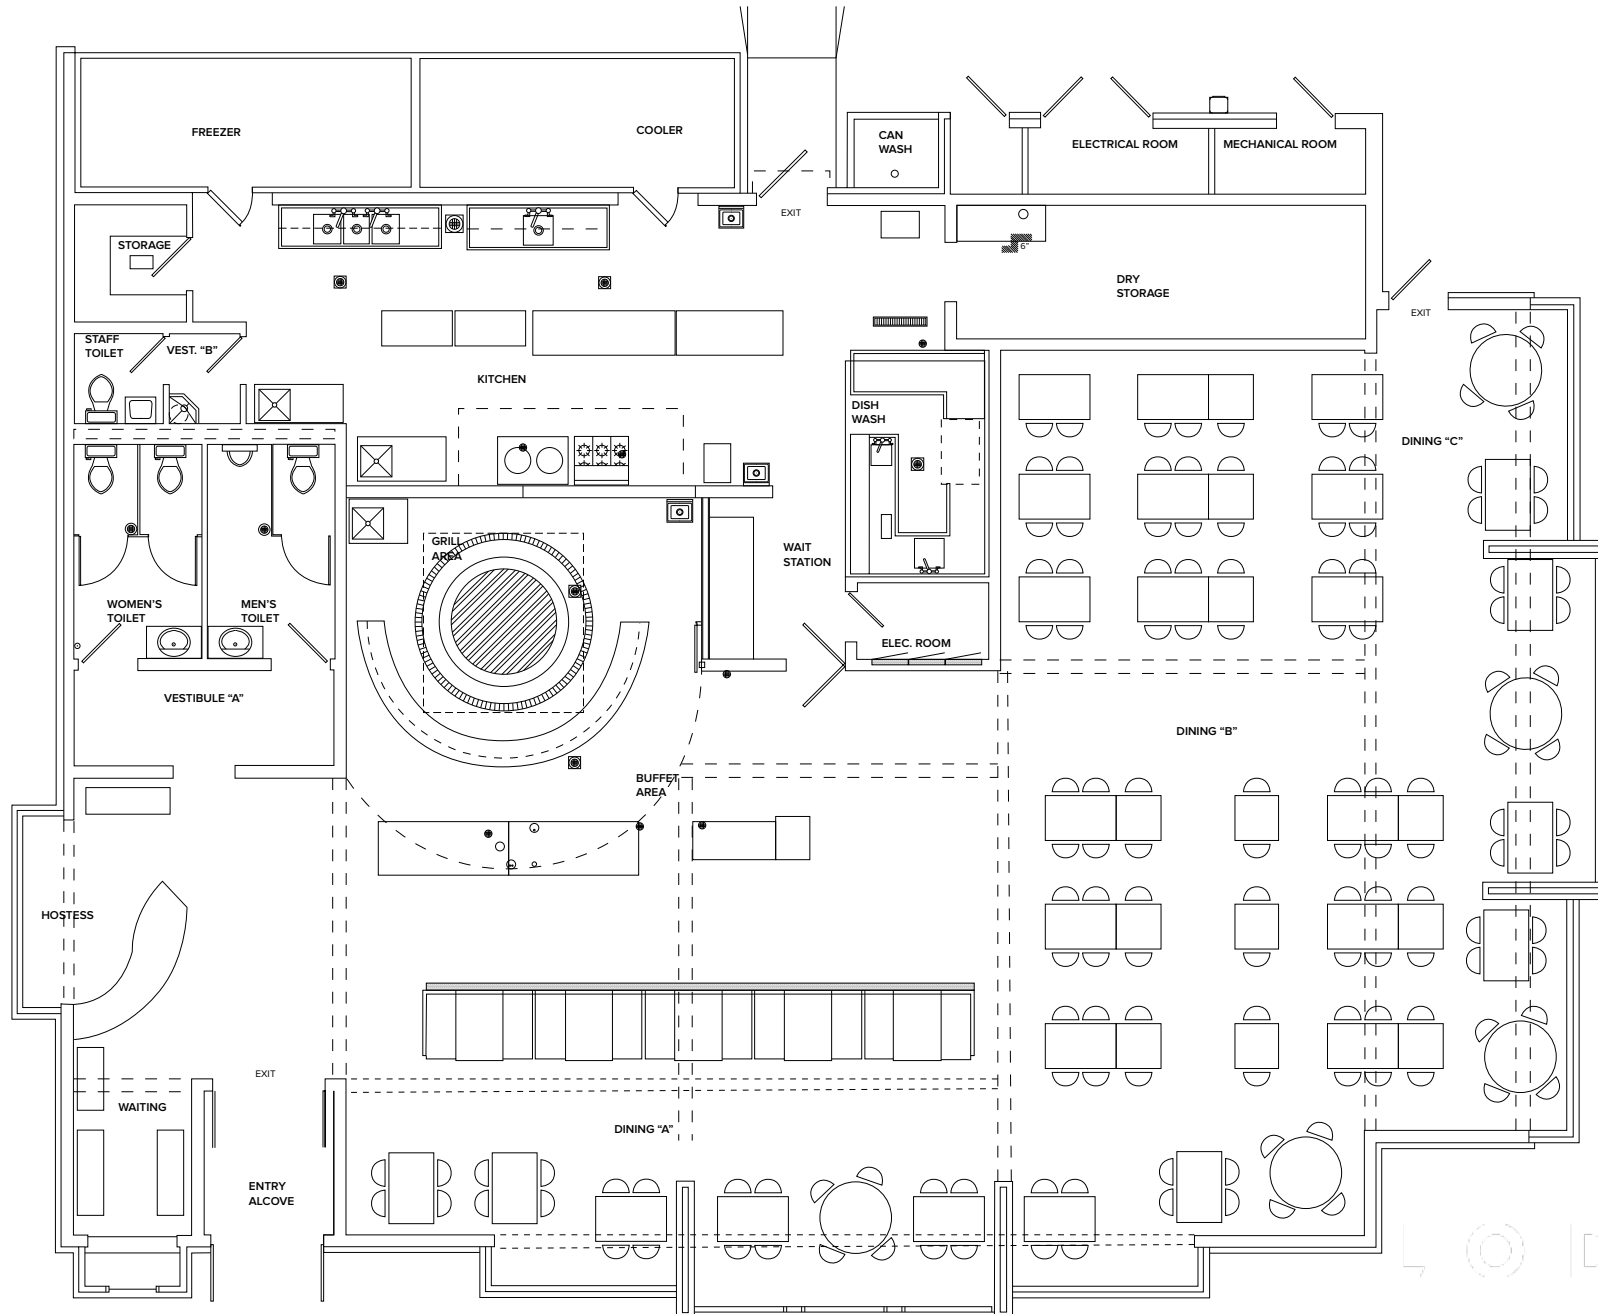 FREEZER
COOLER
CAN
WASH
ELECTRICAL ROOM
MECHANICAL ROOM
EXIT
STORAGE
6"
DRY
STORAGE
EXIT
STAFF
TOILET
VEST. “B”
KITCHEN
DISH
WASH
DINING “C”
GRILL
AREA
WAIT
STATION
WOMEN’S
TOILET
MEN’S
TOILET
ELEC. ROOM
VESTIBULE “A”
DINING “B”
BUFFET
AREA
HOSTESS
EXIT
WAITING
DINING “A”
ENTRY
ALCOVE